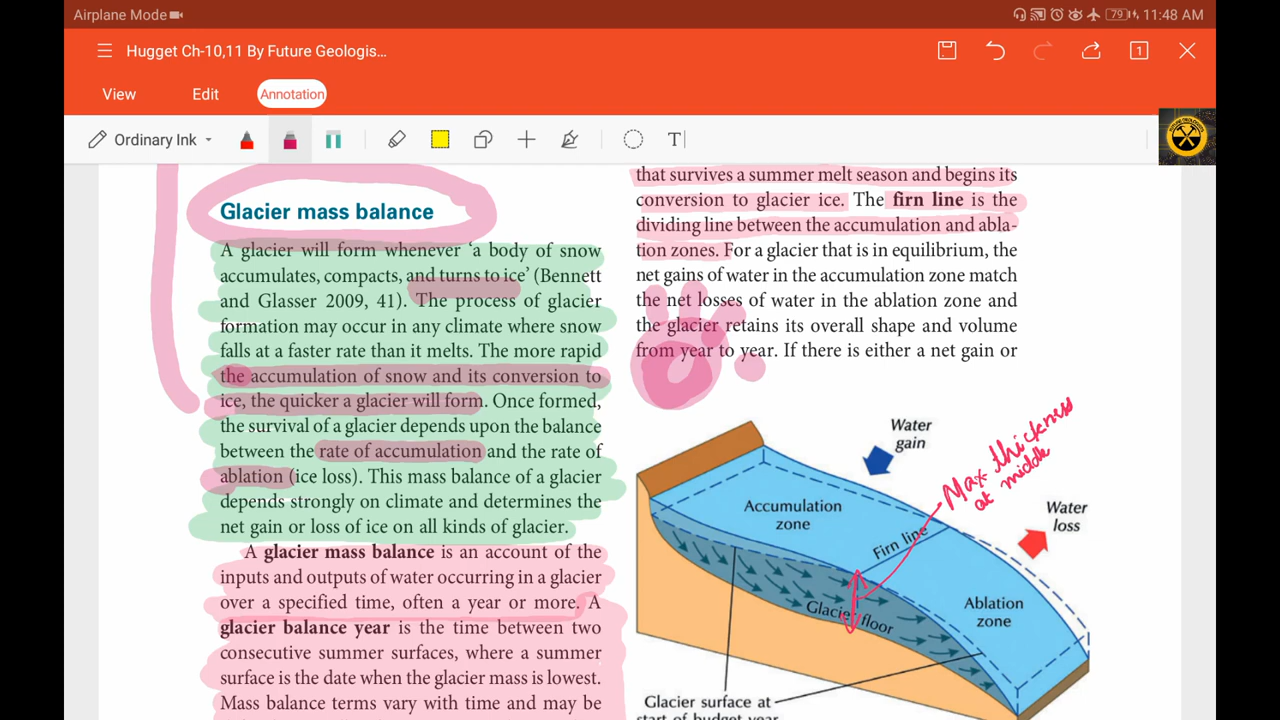 Airplane Mode
79
11:48 AM
Hugget Ch-10,11 By Future Geologis...
1
View
Edit
Annotation
Ordinary Ink
T
Glacier mass balance
A glacier will form whenever ‘a body of snow
accumulates, compacts, and turns to ice’ (Bennett
and Glasser 2009, 41). The process of glacier
formation may occur in any climate where snow
falls at a faster rate than it melts. The more rapid
the accumulation of snow and its conversion to
ice, the quicker a glacier will form. Once formed,
the survival of a glacier depends upon the balance
between the rate of accumulation and the rate of
ablation (ice loss). This mass balance of a glacier
depends strongly on climate and determines the
net gain or loss of ice on all kinds of glacier.
A glacier mass balance is an account of the
inputs and outputs of water occurring in a glacier
over a specified time, often a year or more. A
glacier balance year is the time between two
consecutive summer surfaces, where a summer
surface is the date when the glacier mass is lowest.
Mass balance terms vary with time and may be
that survives a summer melt season and begins its
conversion to glacier ice. The firn line is the
dividing line between the accumulation and abla-
tion zones. For a glacier that is in equilibrium, the
net gains of water in the accumulation zone match
the net losses of water in the ablation zone and
the glacier retains its overall shape and volume
from year to year. If there is either a net gain or
Water
gain
Max thickness
at middle
Accumulation
zone
Water
loss
Firn line
Glacier floor
Ablation
zone
Glacier surface at
start of budget year